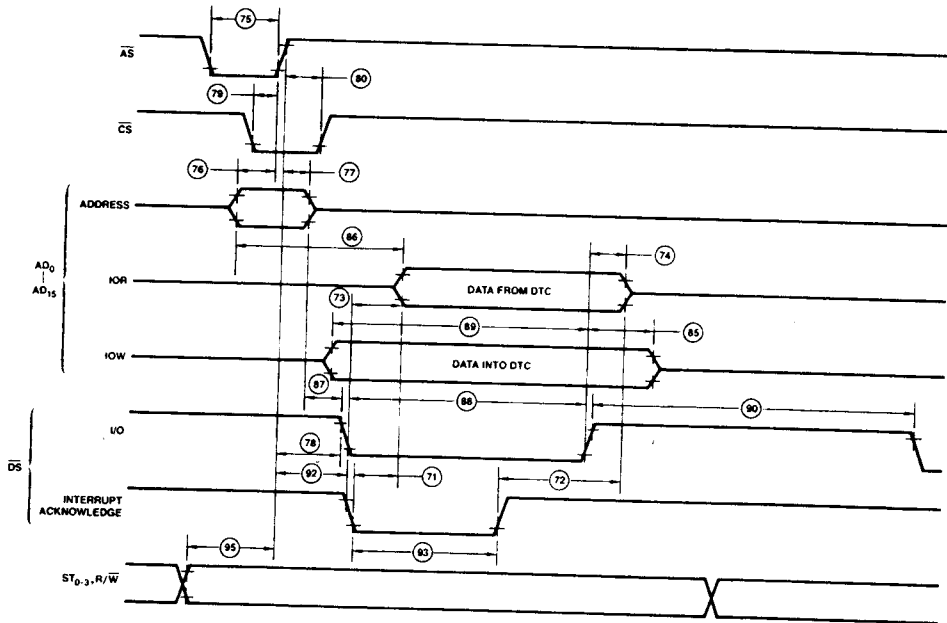 75
AS
80
79
CS
76
77
ADDRESS
86
74
AD0
AD15
IOR
DATA FROM DTC
73
89
85
IOW
DATA INTO DTC
87
88
90
I/O
DS
78
92
71
72
INTERRUPT
ACKNOWLEDGE
95
93
ST0-3, R/W